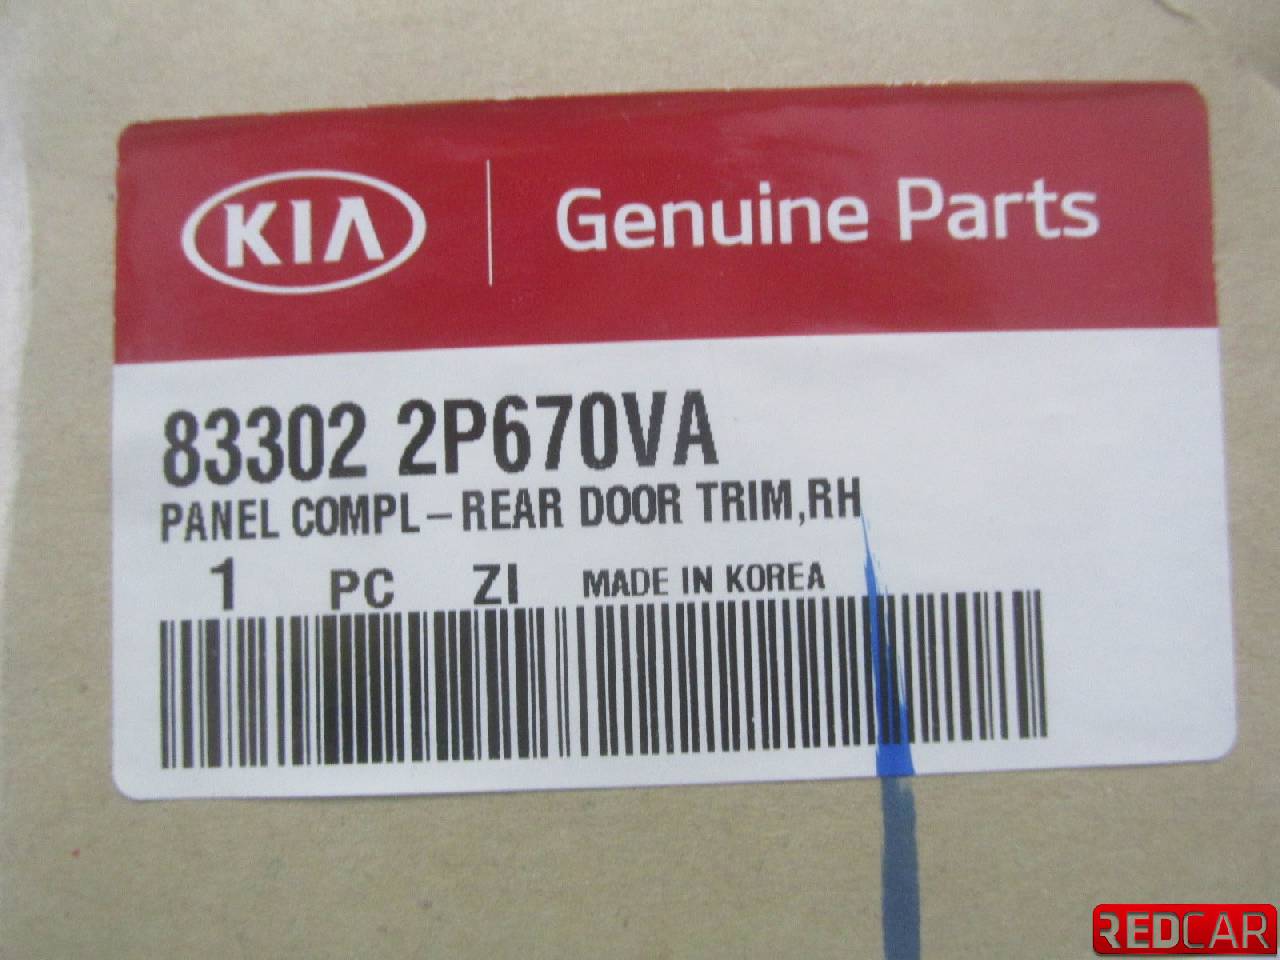 KIA Genuine Parts
83302 2P670VA
PANEL COMPL-REAR DOOR TRIM,RH
1 PC ZI MADE IN KOREA
REDCAR